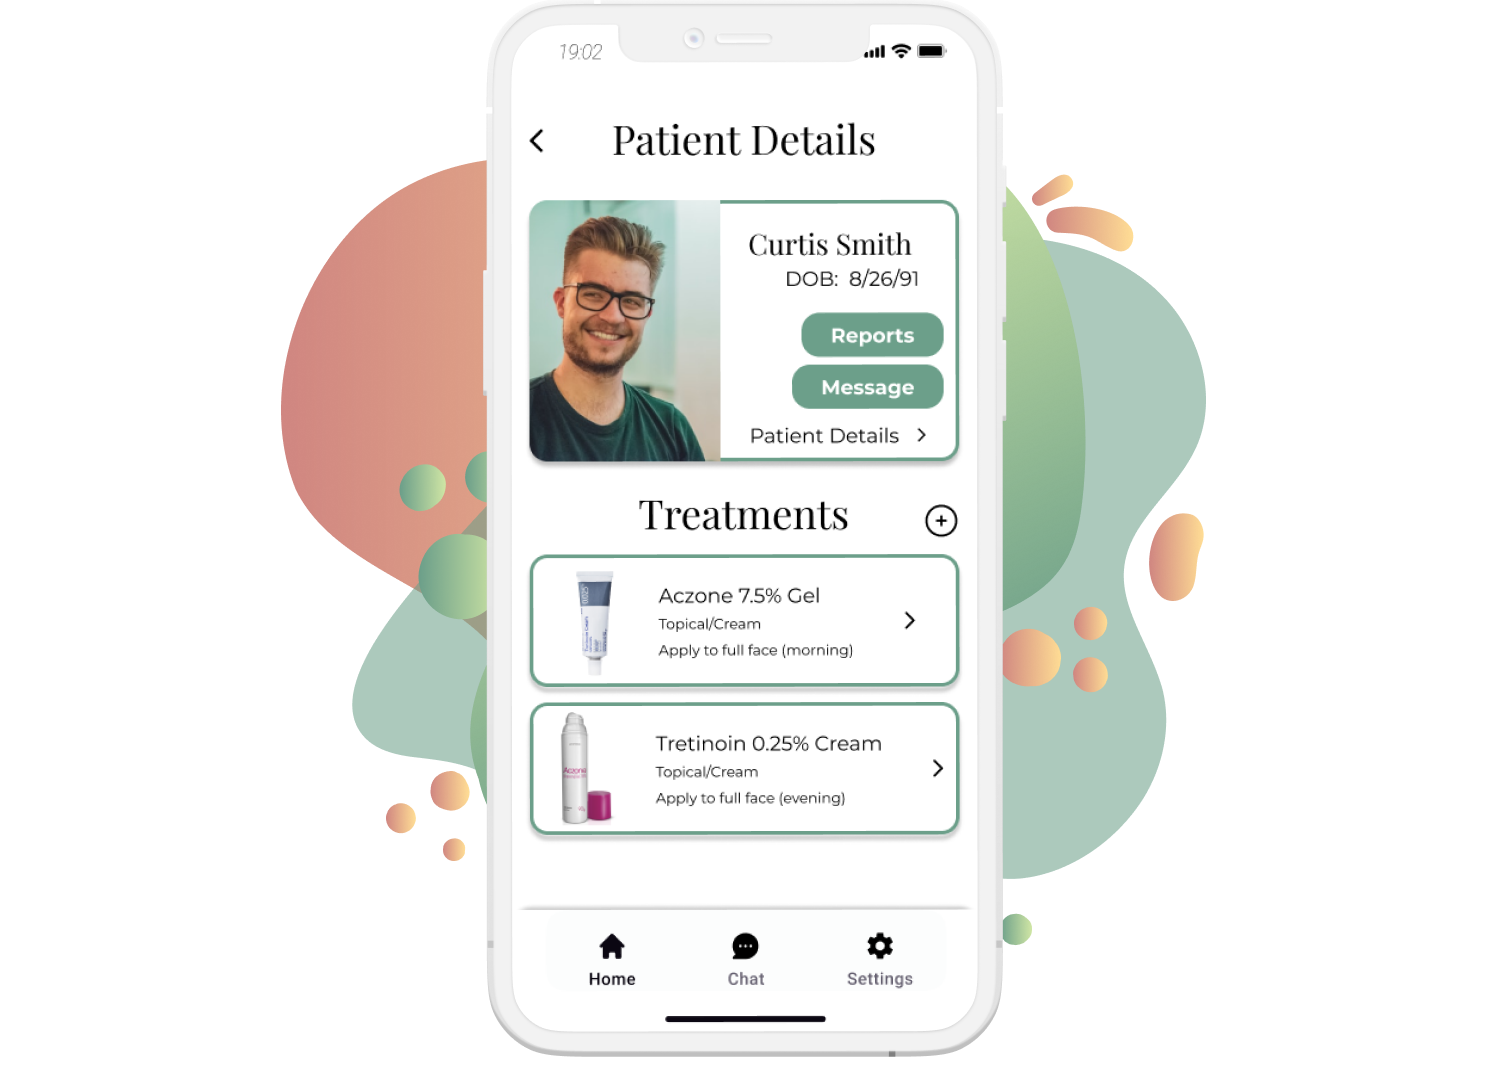 19:02
Patient Details
Curtis Smith
DOB: 8/26/91
Reports
Message
Patient Details
Treatments
Aczone 7.5% Gel
Topical/Cream
Apply to full face (morning)
Aczone
Tretinoin 0.25% Cream
Topical/Cream
Apply to full face (evening)
Home
Chat
Settings